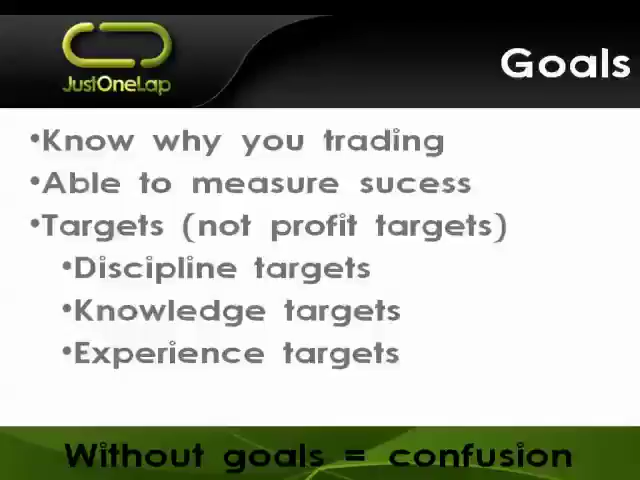 JustOneLap
Goals
•Know why you trading
•Able to measure sucess
•Targets (not profit targets)
•Discipline targets
•Knowledge targets
•Experience targets
Without goals = confusion